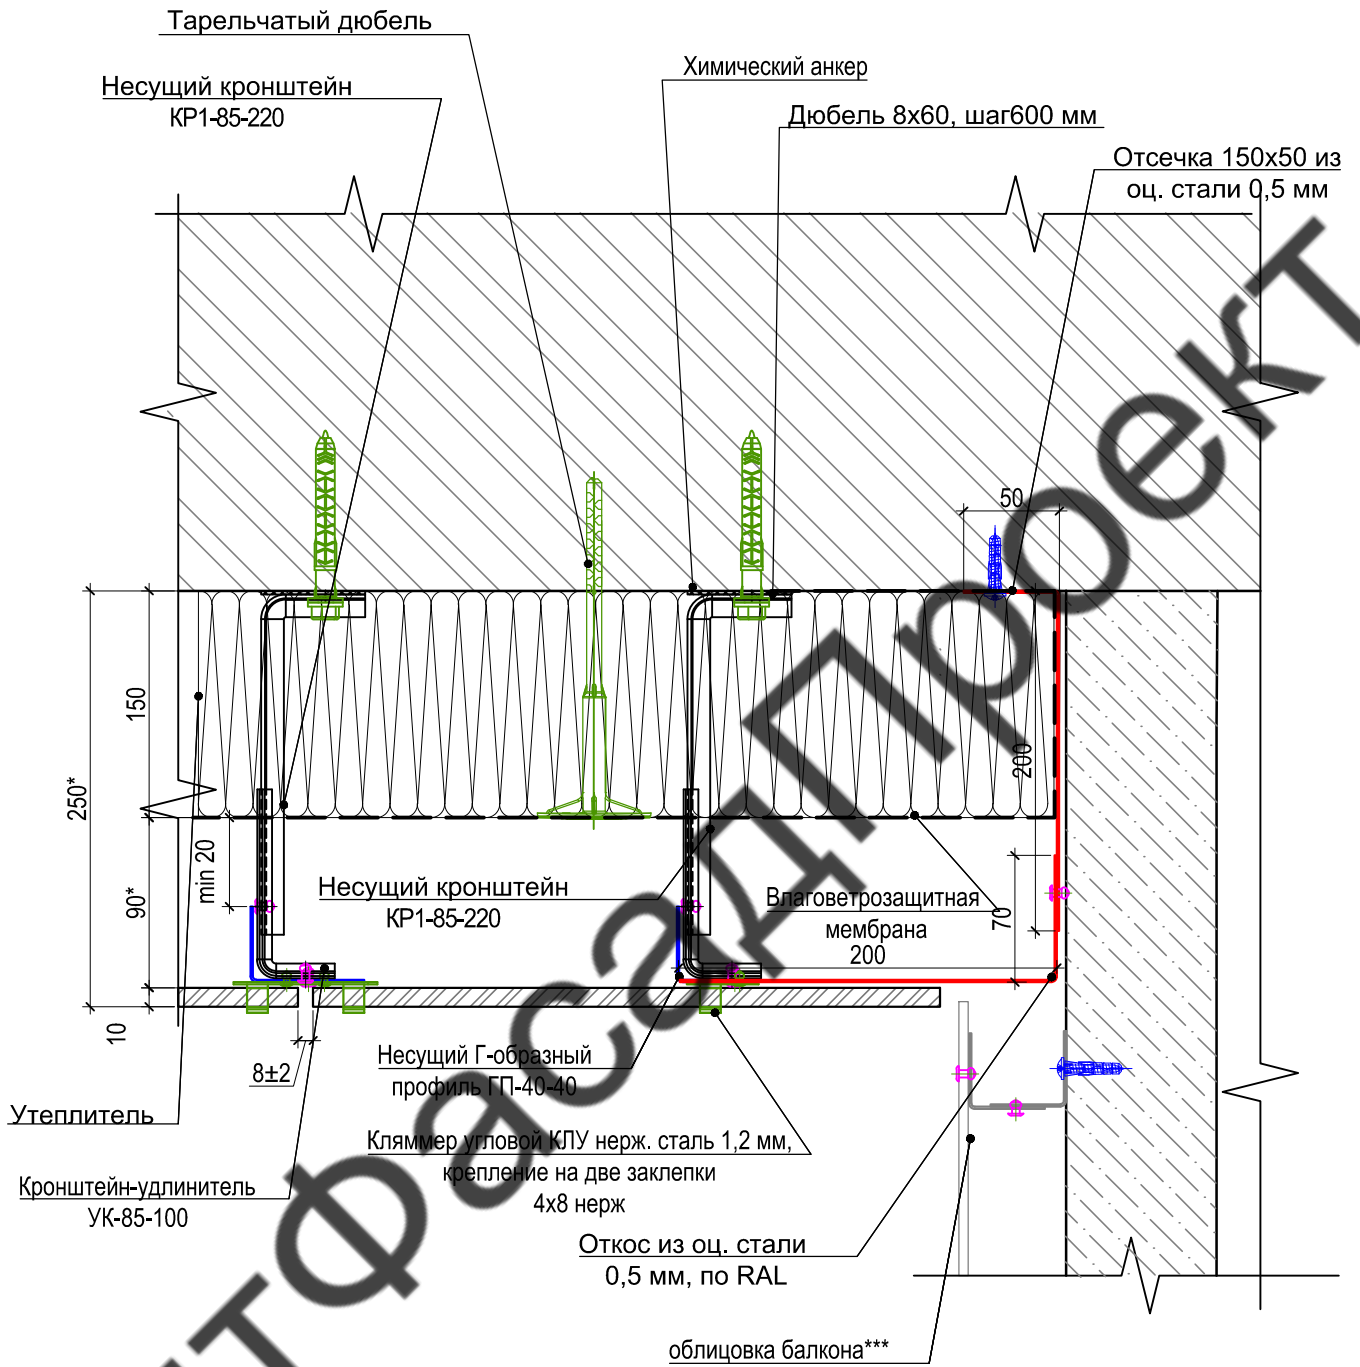 Тарельчатый дюбель
Несущий кронштейн
КР1-85-220
Химический анкер
Дюбель 8х60, шаг600 мм
Отсечка 150х50 из
оц. стали 0,5 мм
50
150
250*
200
min 20
90*
Несущий кронштейн
КР1-85-220
Влаговетрозащитная
мембрана
70
200
10
8±2
Несущий Г-образный
профиль ГП-40-40
Утеплитель
Кляммер угловой КЛУ нерж. сталь 1,2 мм,
крепление на две заклепки
4х8 нерж
Кронштейн-удлинитель
УК-85-100
Откос из оц. стали
0,5 мм, по RAL
облицовка балкона***
тФасадПроект